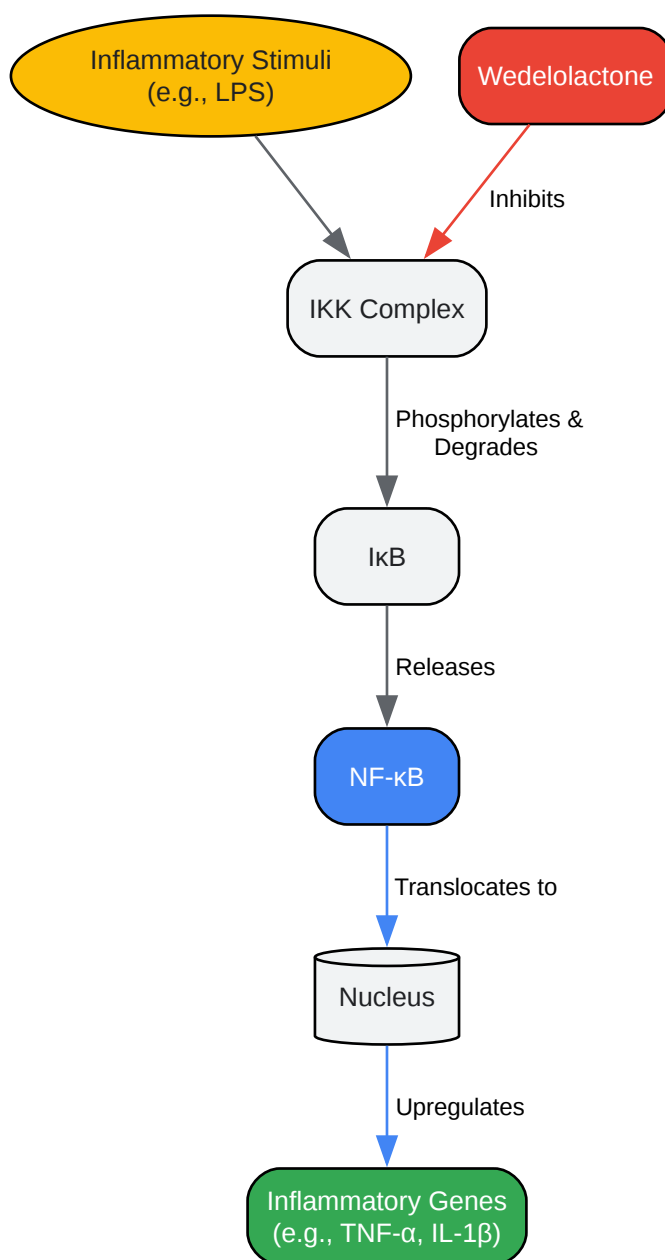 Inflammatory Stimuli
(e.g., LPS)
Wedelolactone
Inhibits
IKK Complex
Phosphorylates &
Degrades
IκB
Releases
NF-κB
Translocates to
Nucleus
Upregulates
Inflammatory Genes
(e.g., TNF-α, IL-1β)